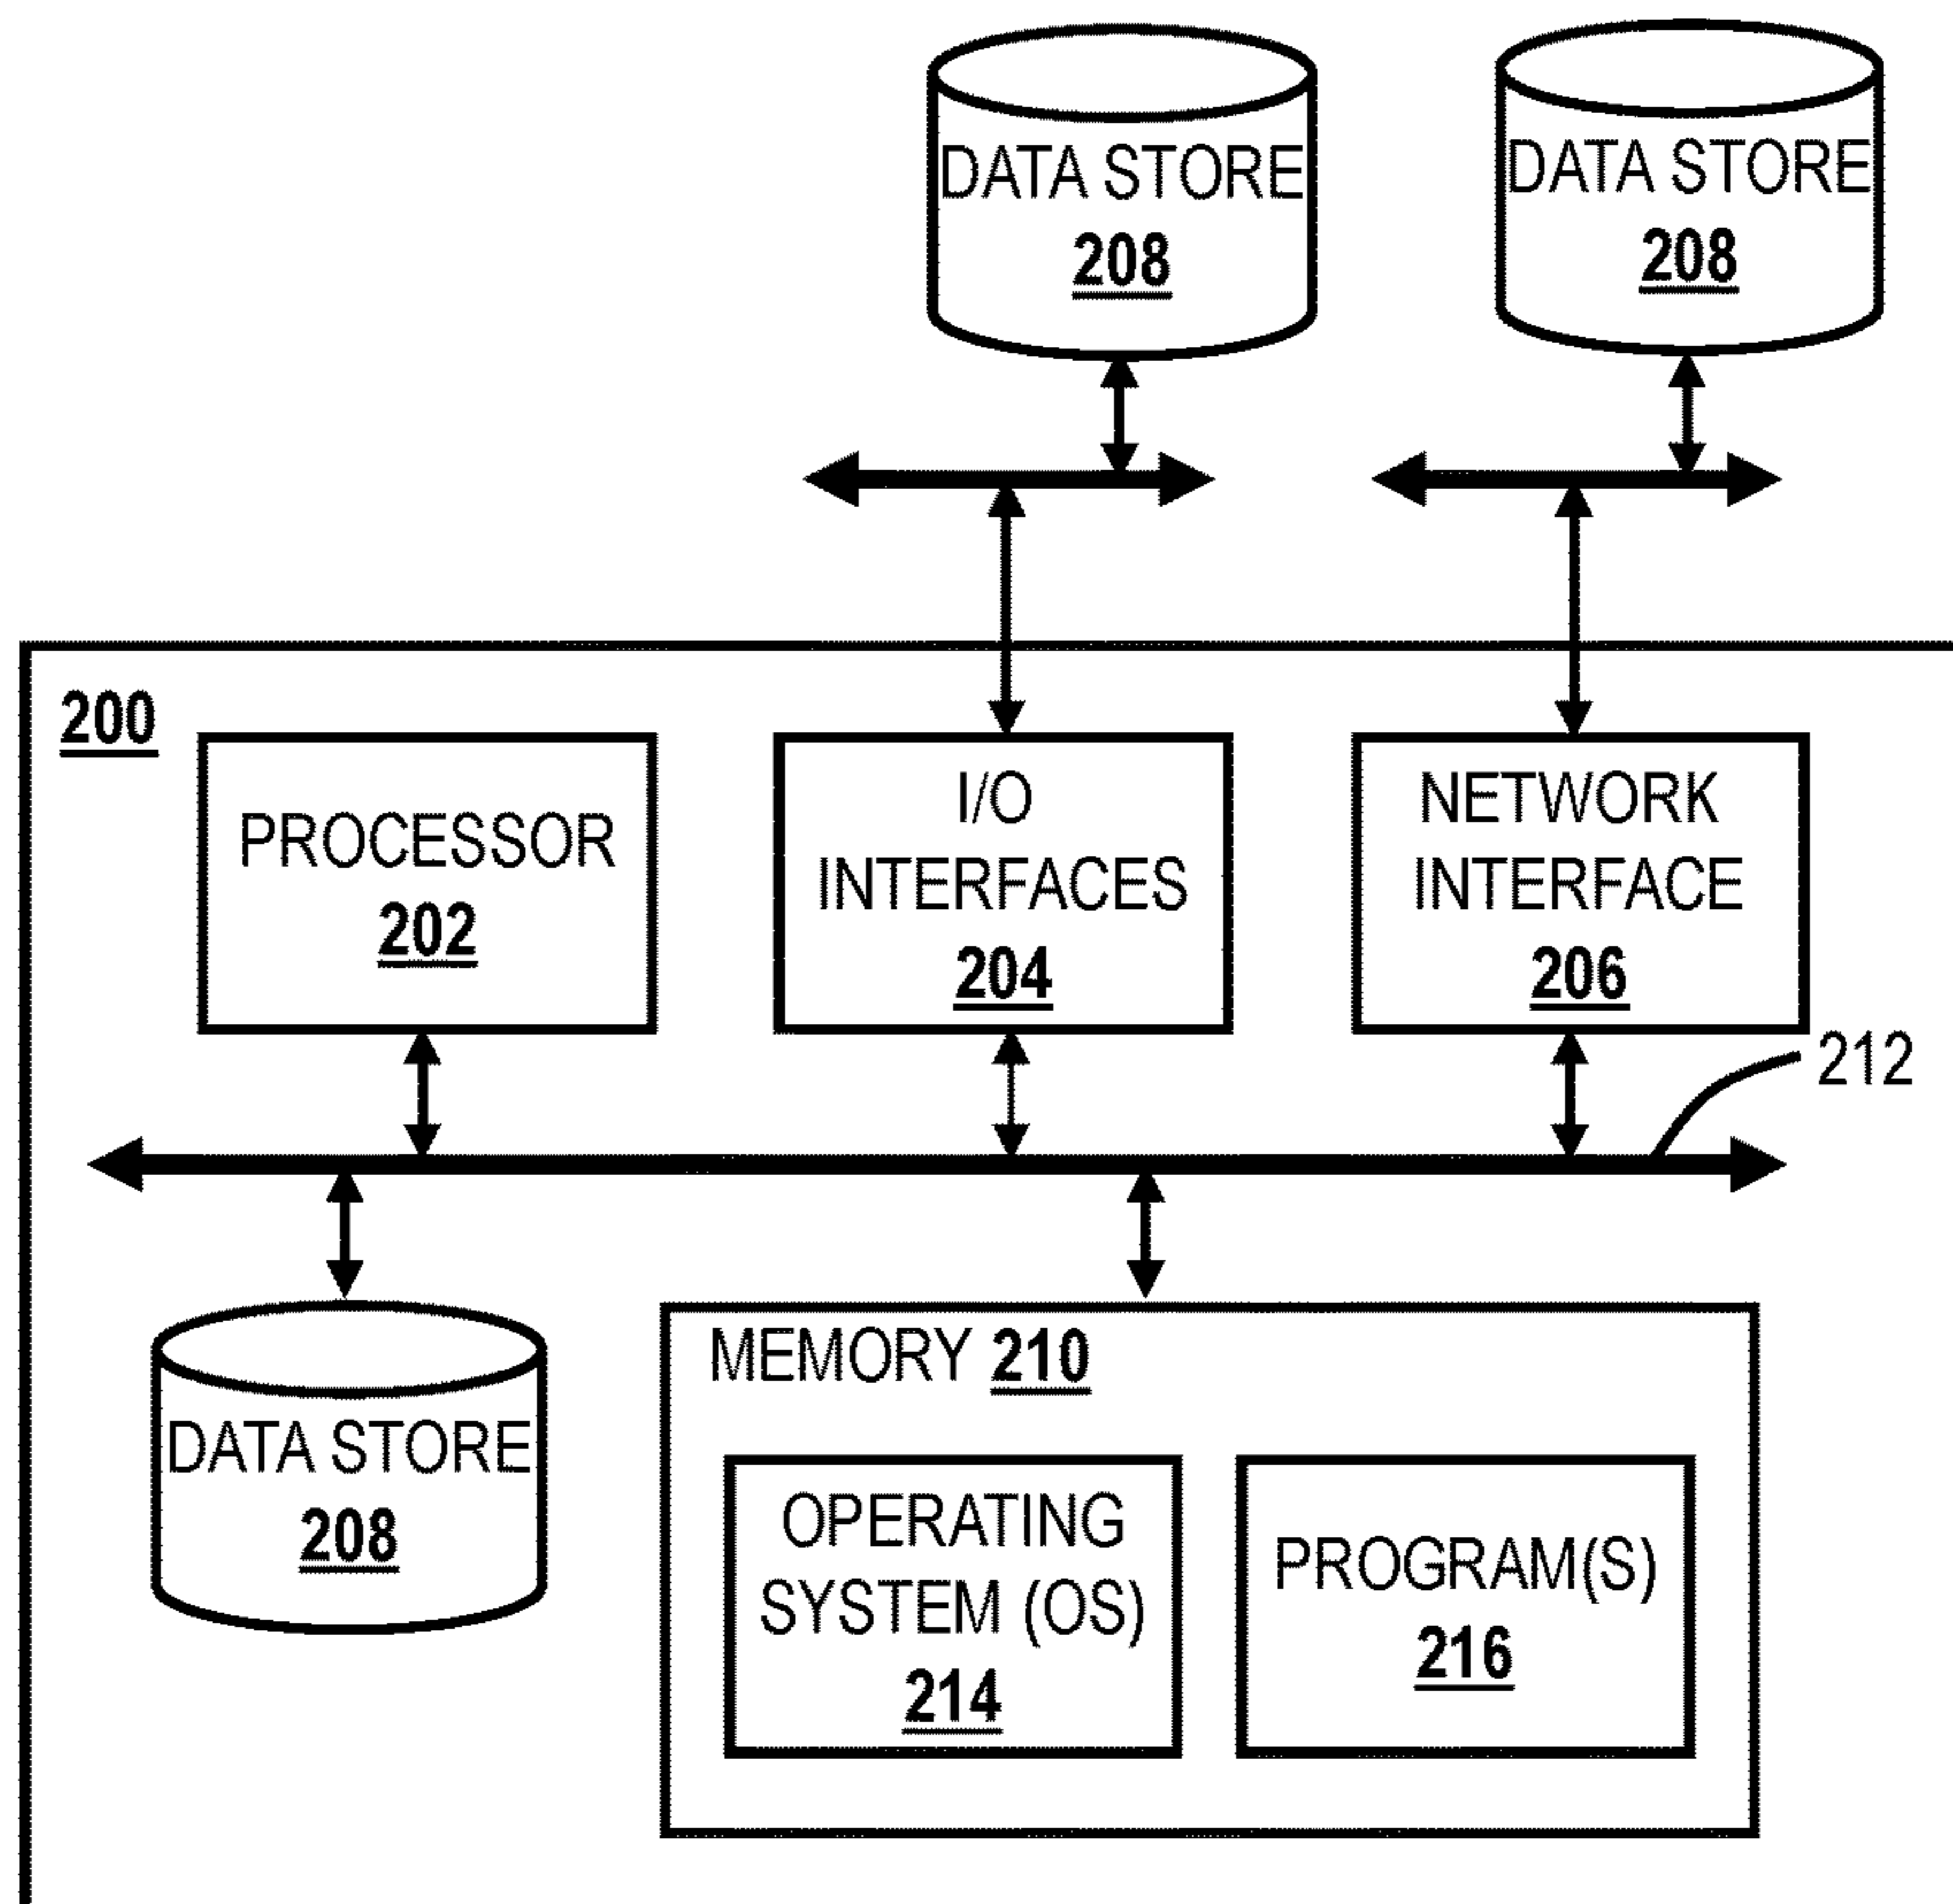 DATA STORE
208
DATA STORE
208
200
PROCESSOR
202
I/O
INTERFACES
204
NETWORK
INTERFACE
206
212
DATA STORE
208
MEMORY 210
OPERATING
SYSTEM (OS)
214
PROGRAM(S)
216